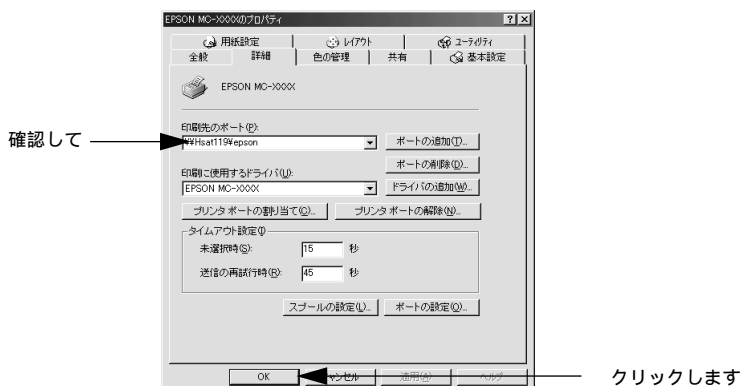 EPSON MC-XXXXのプロパティ
用紙設定 レイアウト ユーティリティ
全般 詳細 色の管理 共有 基本設定
EPSON MC-XXXX
印刷先のポート(P):
確認して
¥¥Hsat119¥epson ポートの追加(T)...
ポートの削除(D)...
印刷に使用するドライバ(U):
EPSON MC-XXXX ドライバの追加(W)...
プリンタ ポートの割り当て(C)... プリンタ ポートの解除(N)...
タイムアウト設定
未選択時(S): 15 秒
送信の再試行時(R): 45 秒
スプールの設定(L)... ポートの設定(O)...
OK キャンセル 適用(A) ヘルプ
クリックします